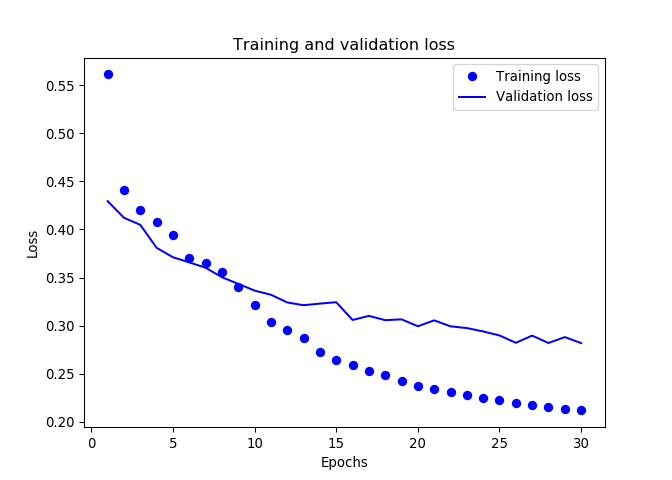 Training and validation loss
Training loss
Validation loss
0.55
0.50
0.45
0.40
0.35
0.30
0.25
0.20
Loss
0 5 10 15 20 25 30
Epochs